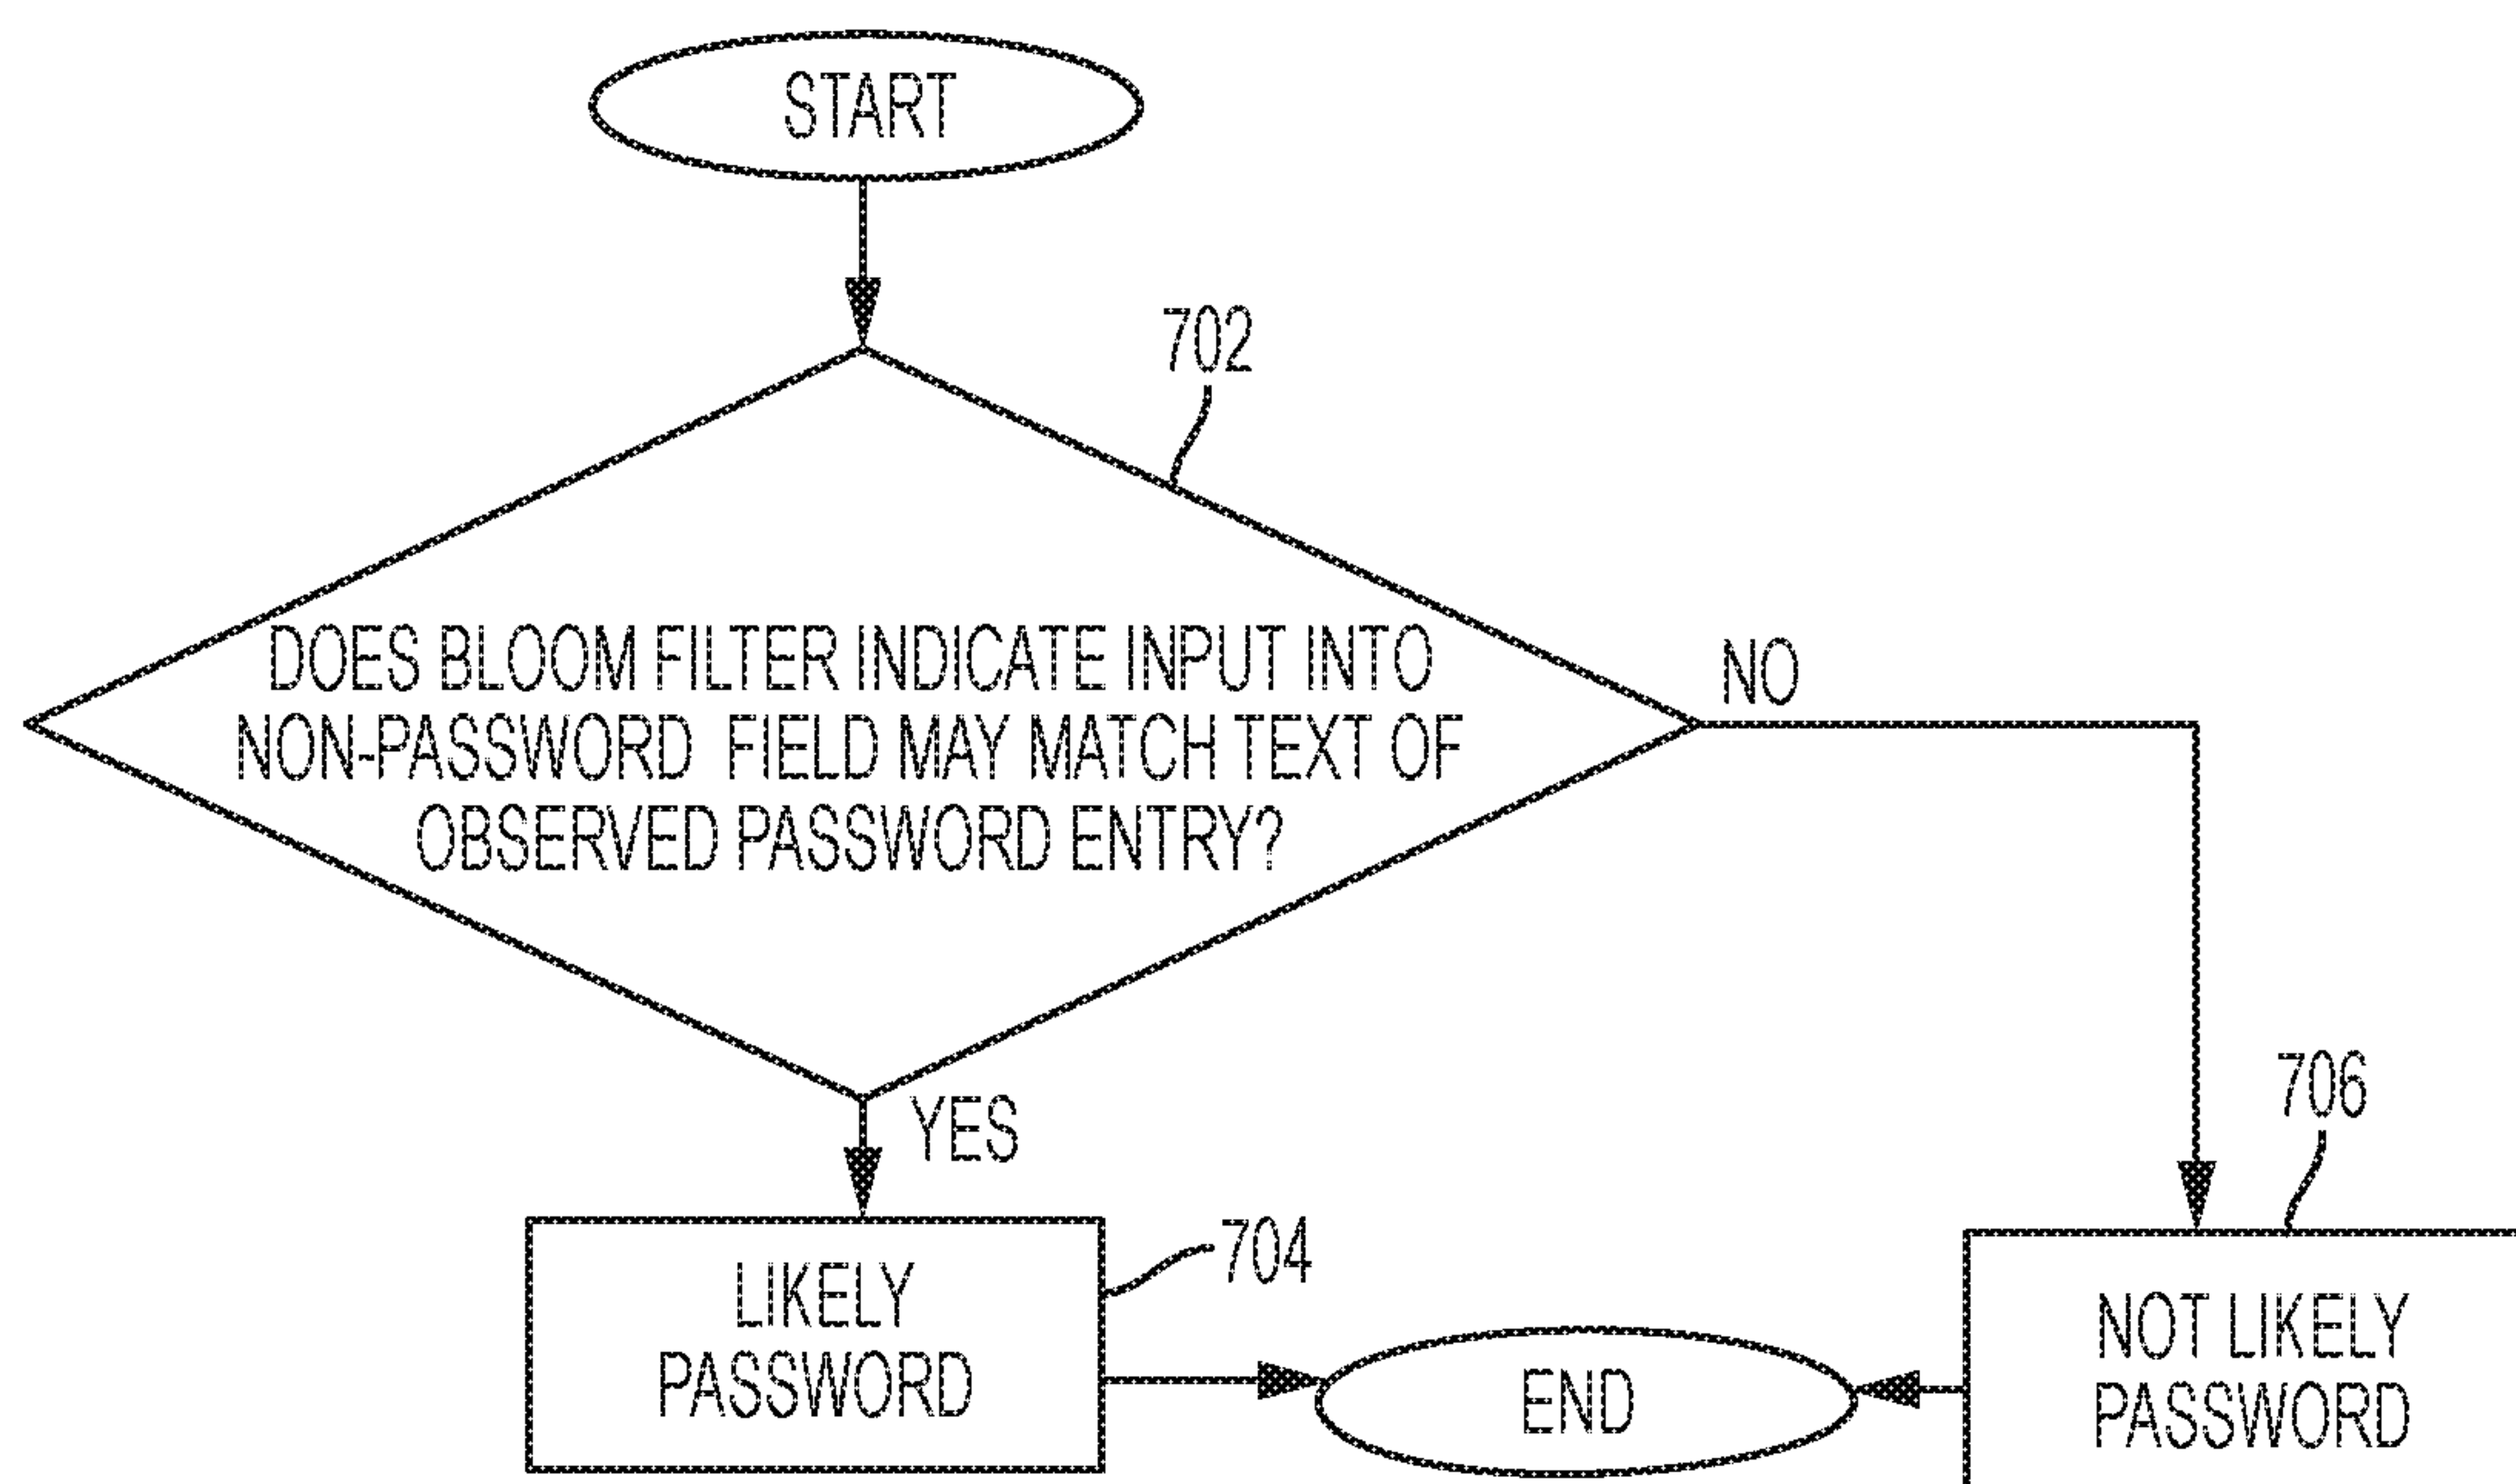 START
702
DOES BLOOM FILTER INDICATE INPUT INTO
NON-PASSWORD FIELD MAY MATCH TEXT OF
OBSERVED PASSWORD ENTRY?
NO
YES
706
704
LIKELY
PASSWORD
END
NOT LIKELY
PASSWORD